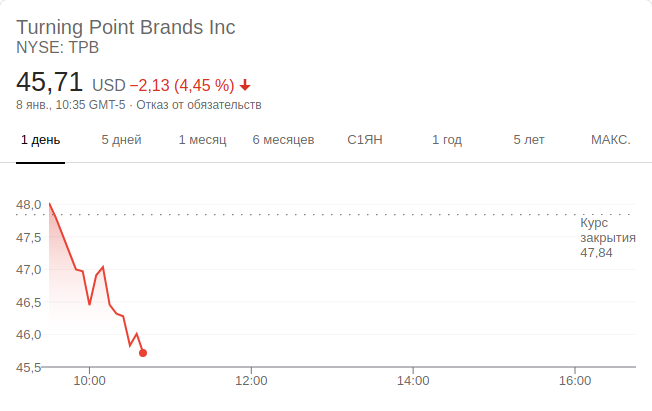 Turning Point Brands Inc
NYSE: TPB
45,71 USD −2,13 (4,45 %)
8 янв., 10:35 GMT-5 · Отказ от обязательств
1 день 5 дней 1 месяц 6 месяцев С1ЯН 1 год 5 лет МАКС.
48,0
47,5
47,0
46,5
46,0
45,5
Курс
закрытия
47,84
10:00 12:00 14:00 16:00